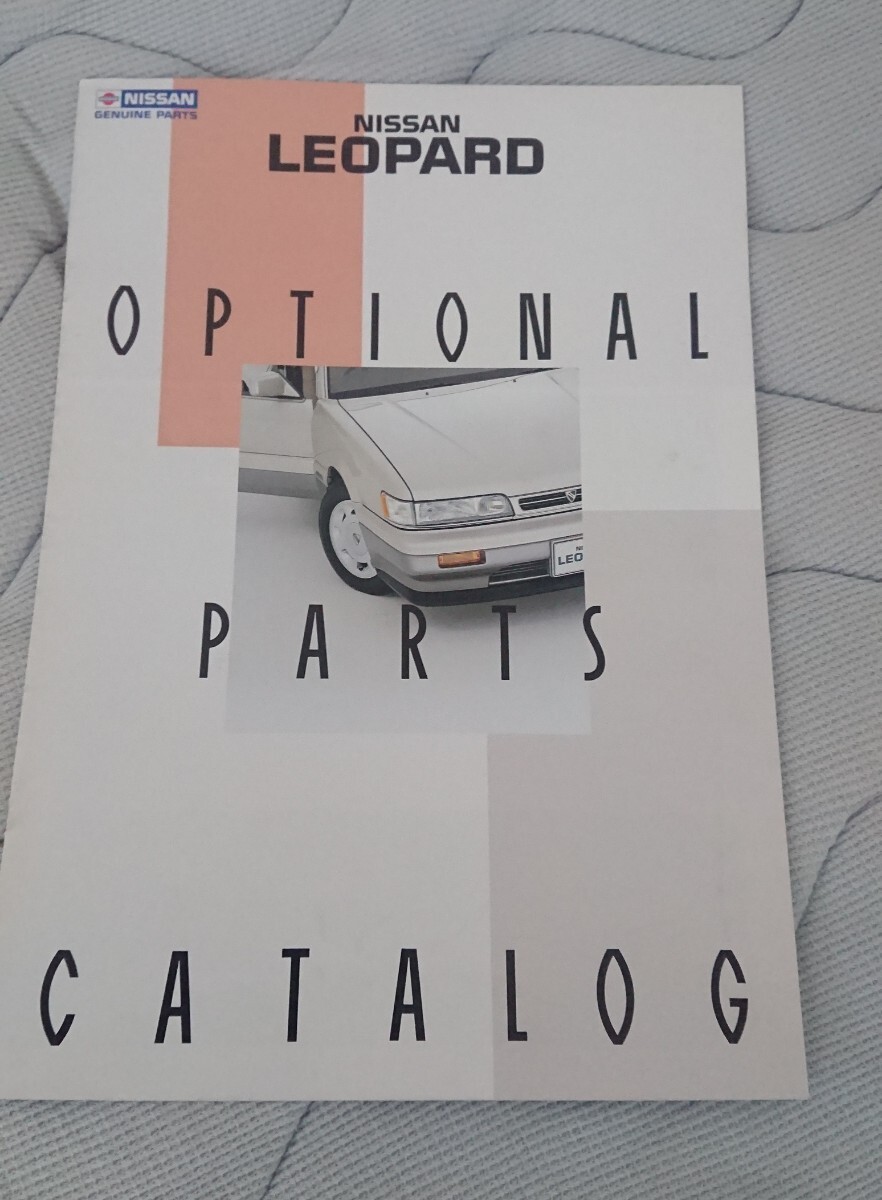 NISSAN
GENUINE PARTS
NISSAN
LEOPARD
OPTIONAL
PARTS
CATALOG